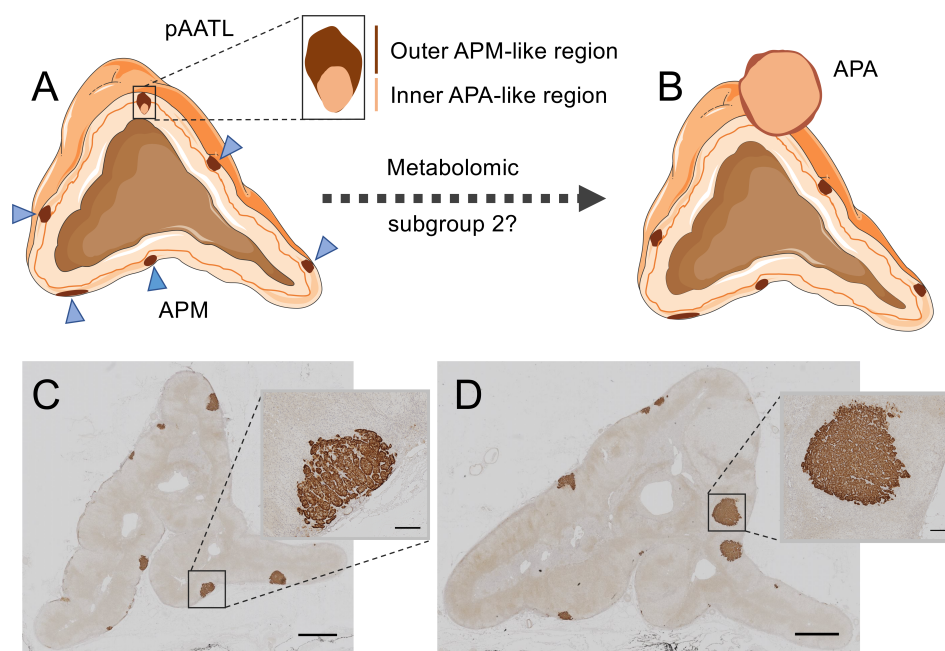 A
pAATL
Outer APM-like region
Inner APA-like region
B
APA
Metabolomic
subgroup 2?
APM
C
D